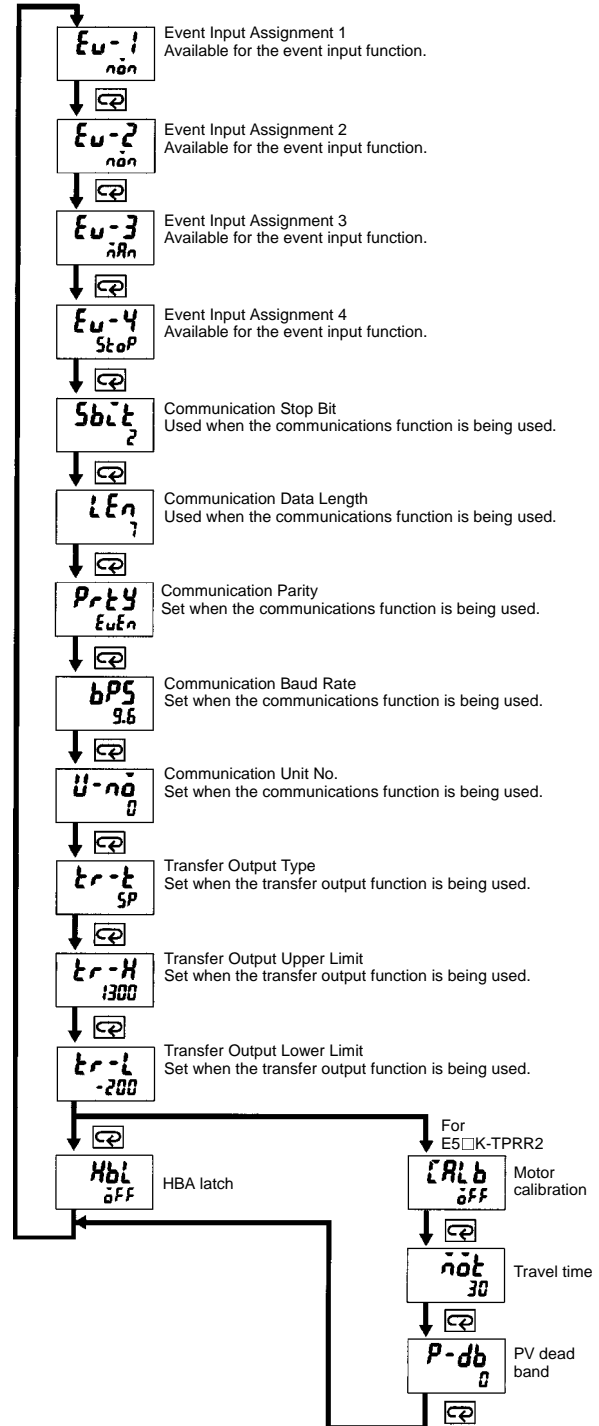 Eu-1
non
Event Input Assignment 1
Available for the event input function.
Eu-2
non
Event Input Assignment 2
Available for the event input function.
Eu-3
mAn
Event Input Assignment 3
Available for the event input function.
Eu-4
StoP
Event Input Assignment 4
Available for the event input function.
Sbit
2
Communication Stop Bit
Used when the communications function is being used.
LEn
7
Communication Data Length
Used when the communications function is being used.
PrtY
EuEn
Communication Parity
Set when the communications function is being used.
bPS
9.6
Communication Baud Rate
Set when the communications function is being used.
U-no
0
Communication Unit No.
Set when the communications function is being used.
tr-t
SP
Transfer Output Type
Set when the transfer output function is being used.
tr-H
1300
Transfer Output Upper Limit
Set when the transfer output function is being used.
tr-L
-200
Transfer Output Lower Limit
Set when the transfer output function is being used.
HbL
oFF
HBA latch
For
E5□K-TPRR2
CALb
oFF
Motor
calibration
mot
30
Travel time
P-db
0
PV dead
band